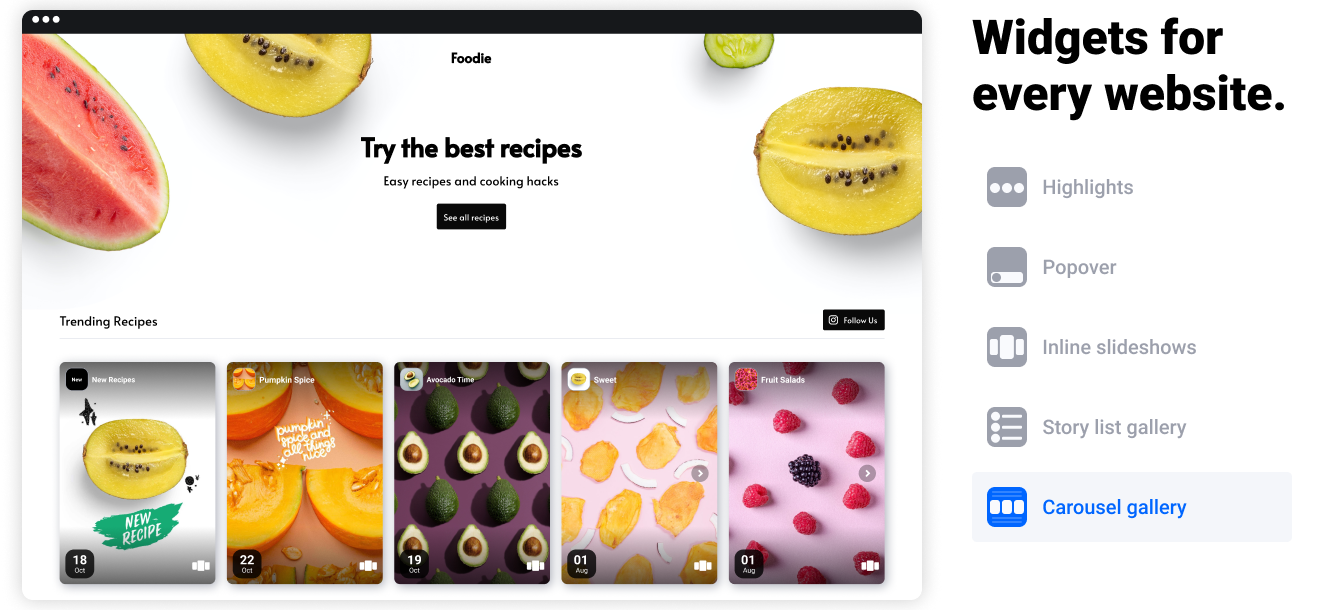 Foodie
Try the best recipes
Easy recipes and cooking hacks
See all recipes
Trending Recipes
Follow Us
New
New Recipes
NEW
RECIPE
18
Oct
Pumpkin Spice
pumpkin
spice and
all things
nice
22
Oct
Avocado Time
19
Oct
Sweet
01
Aug
Fruit Salads
01
Aug
Widgets for
every website.
Highlights
Popover
Inline slideshows
Story list gallery
Carousel gallery